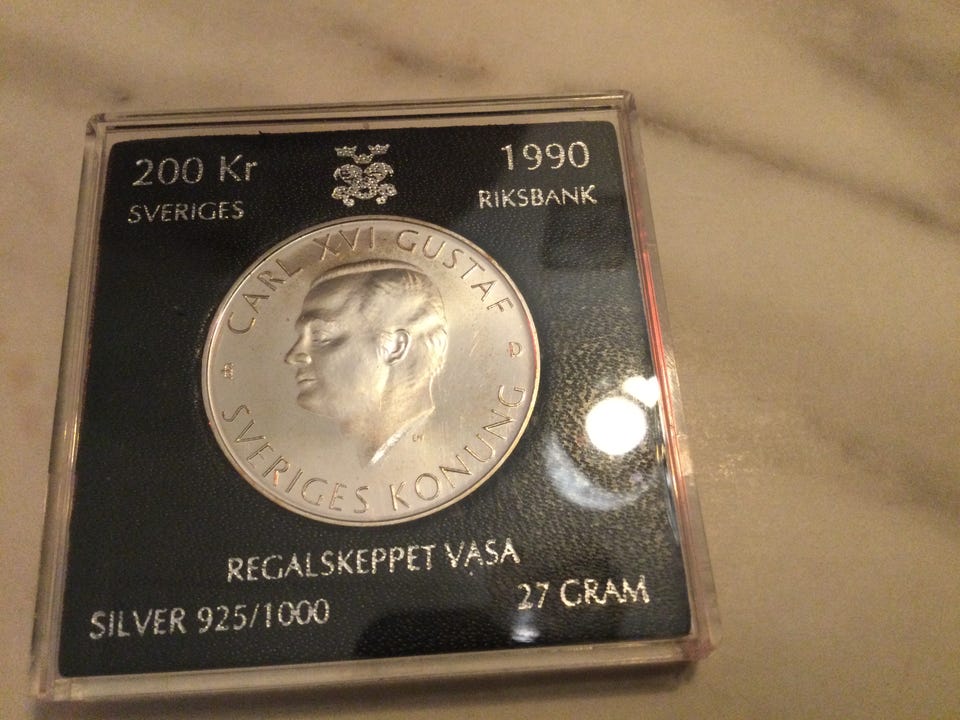 200 Kr
1990
SVERIGES
RIKSBANK
CARL XVI GUSTAF
D
SVERIGES KONUNG
REGALSKEPPET VASA
27 GRAM
SILVER 925/1000